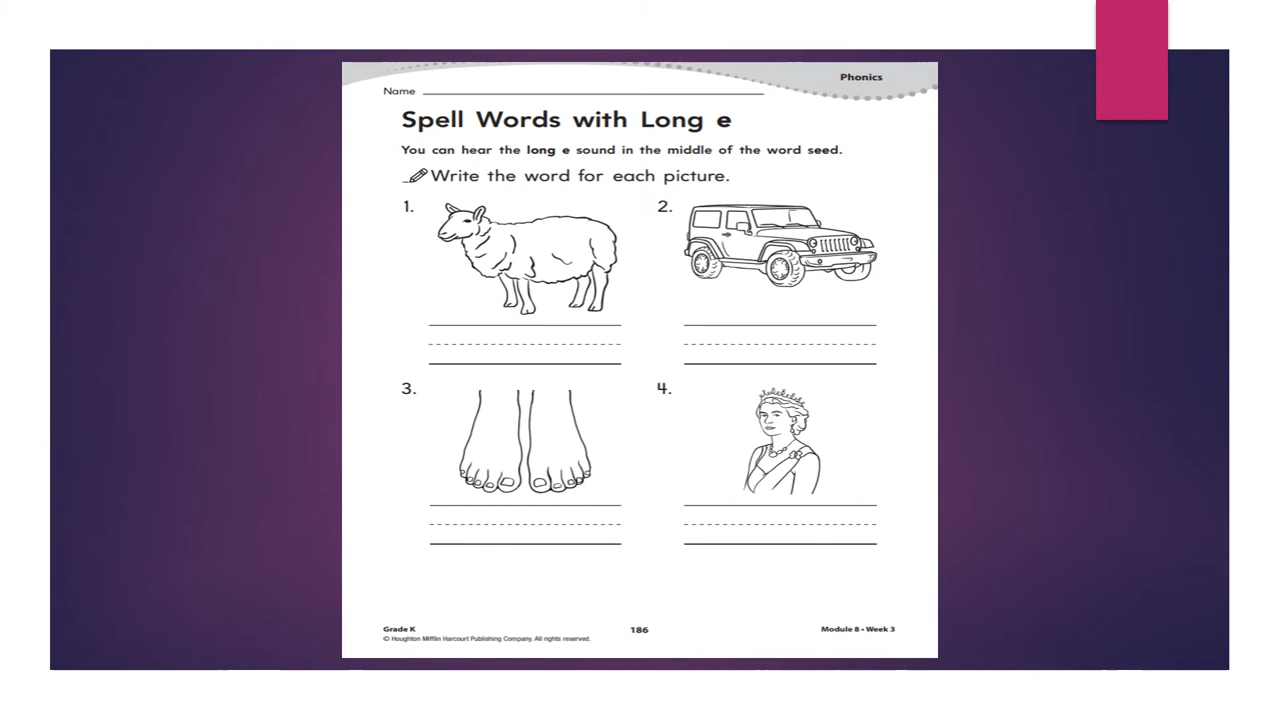 Phonics
Name
Spell Words with Long e
You can hear the long e sound in the middle of the word seed.
Write the word for each picture.
1.
2.
3.
4.
Grade K
© Houghton Mifflin Harcourt Publishing Company. All rights reserved.
186
Module 8 • Week 3